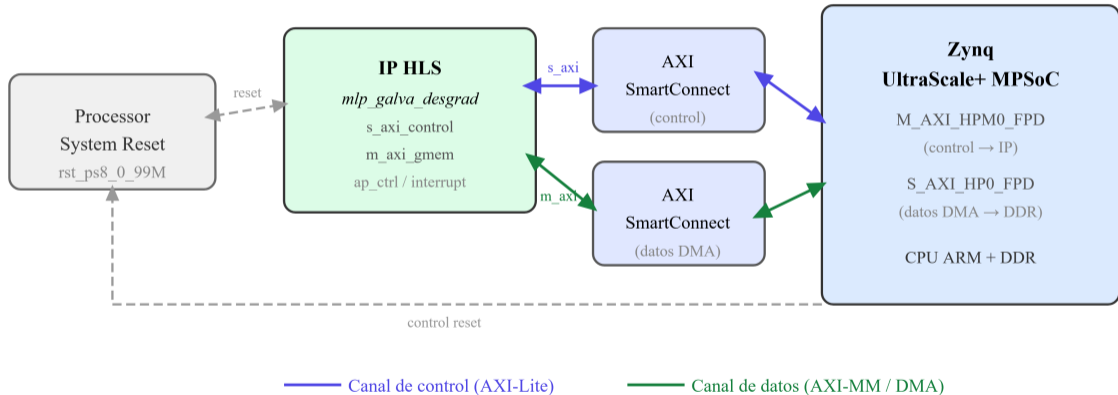 Processor
System Reset
rst_ps8_0_99M
reset
IP HLS
mlp_galva_desgrad
s_axi_control
m_axi_gmem
ap_ctrl / interrupt
s_axi
m_axi
AXI
SmartConnect
(control)
AXI
SmartConnect
(datos DMA)
Zynq
UltraScale+ MPSoC
M_AXI_HPM0_FPD
(control → IP)
S_AXI_HP0_FPD
(datos DMA → DDR)
CPU ARM + DDR
control reset
Canal de control (AXI-Lite)
Canal de datos (AXI-MM / DMA)